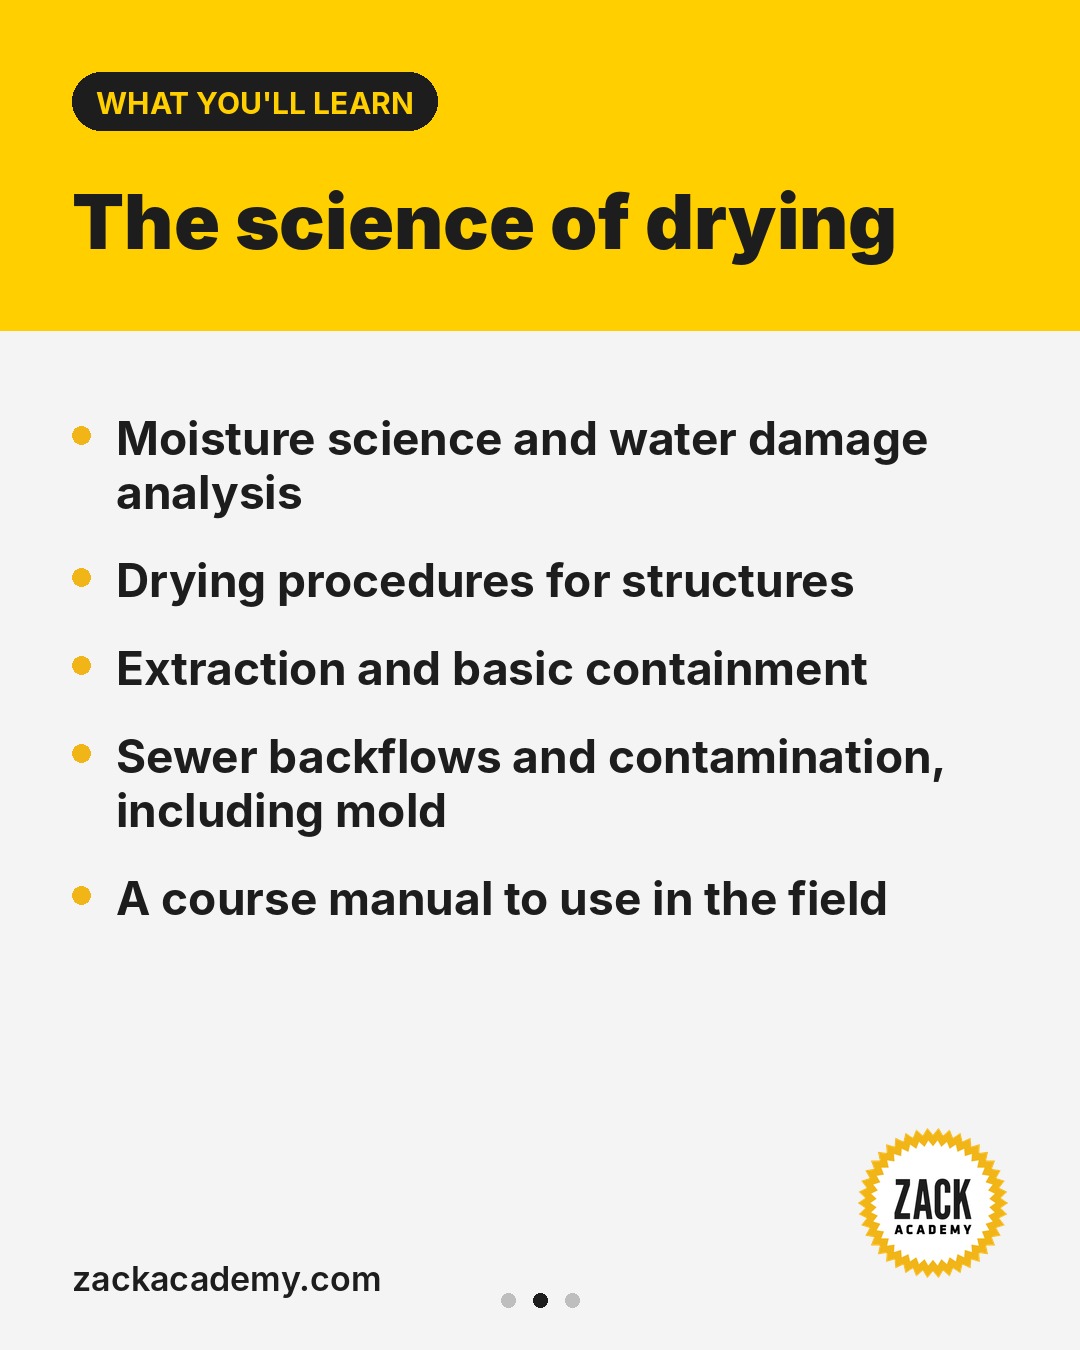 WHAT YOU'LL LEARN
The science of drying
Moisture science and water damage
analysis
Drying procedures for structures
Extraction and basic containment
Sewer backflows and contamination,
including mold
A course manual to use in the field
ZACK
ACADEMY
zackacademy.com